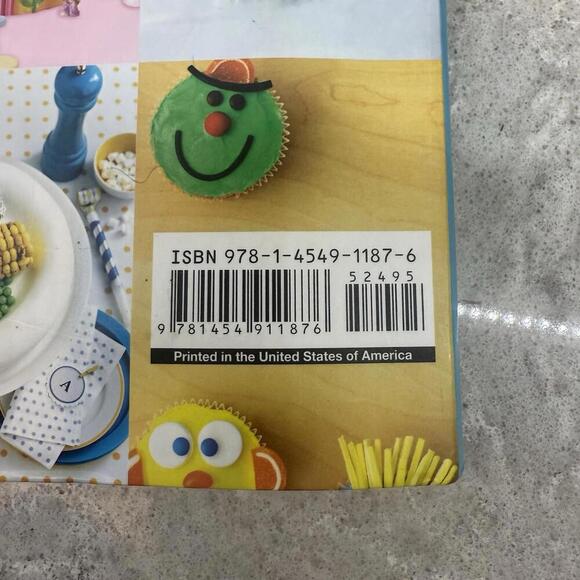 ISBN 978-1-4549-1187-6
52495
9 781454 911876
Printed in the United States of America
A